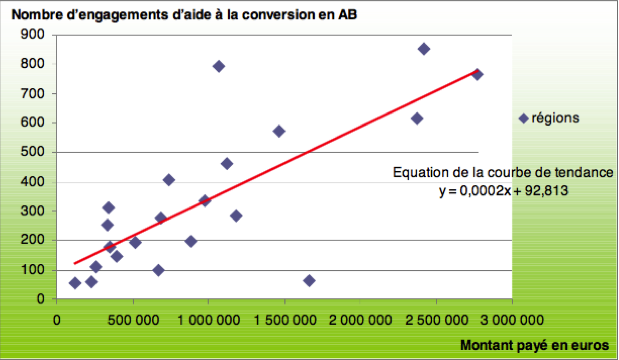 Nombre d'engagements d'aide à la conversion en AB
900
800
700
600
500
400
300
200
100
0
régions
Equation de la courbe de tendance
y = 0,0002x + 92,813
0 500 000 1 000 000 1 500 000 2 000 000 2 500 000 3 000 000
Montant payé en euros